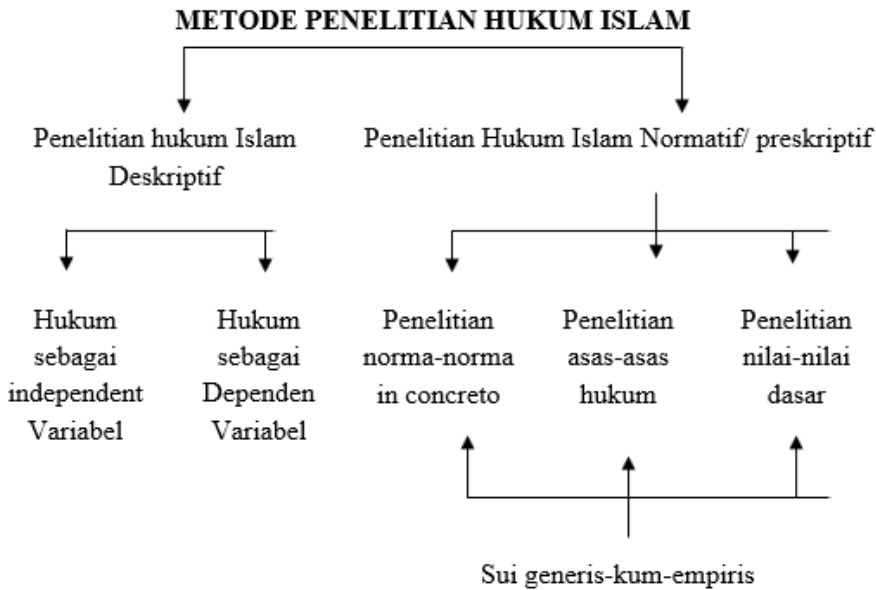 METODE PENELITIAN HUKUM ISLAM
Penelitian hukum Islam
Deskriptif
Penelitian Hukum Islam Normatif/ preskriptif
Hukum
sebagai
independent
Variabel
Hukum
sebagai
Dependen
Variabel
Penelitian
norma-norma
in concreto
Penelitian
asas-asas
hukum
Penelitian
nilai-nilai
dasar
Sui generis-kum-empiris